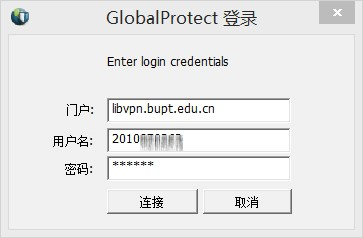 GlobalProtect 登录
Enter login credentials
门户: libvpn.bupt.edu.cn
用户名: 2010
密码: ******
连接 取消